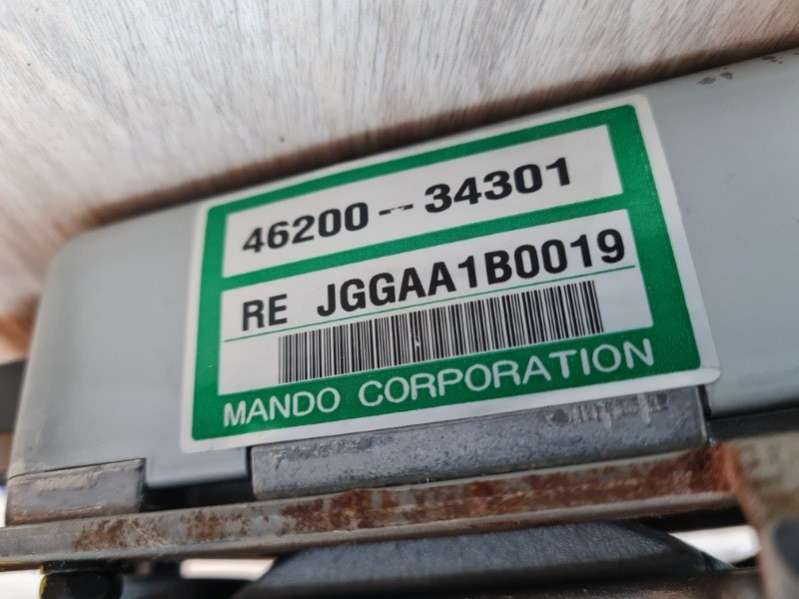 46200--34301
RE JGGAA1B0019
MANDO CORPORATION